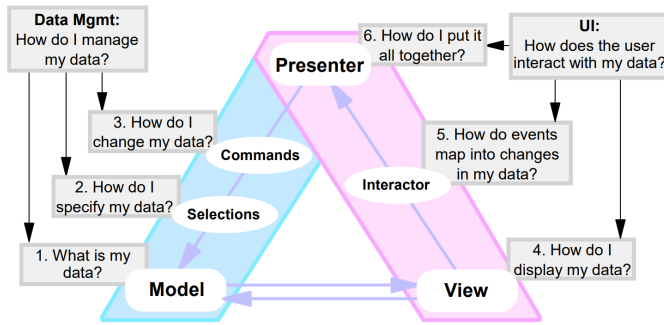 Data Mgmt:
How do I manage
my data?
UI:
How does the user
interact with my data?
6. How do I put it
all together?
Presenter
3. How do I
change my data?
Commands
5. How do events
map into changes
in my data?
2. How do I
specify my data?
Selections
Interactor
1. What is my
data?
4. How do I
display my data?
Model
View